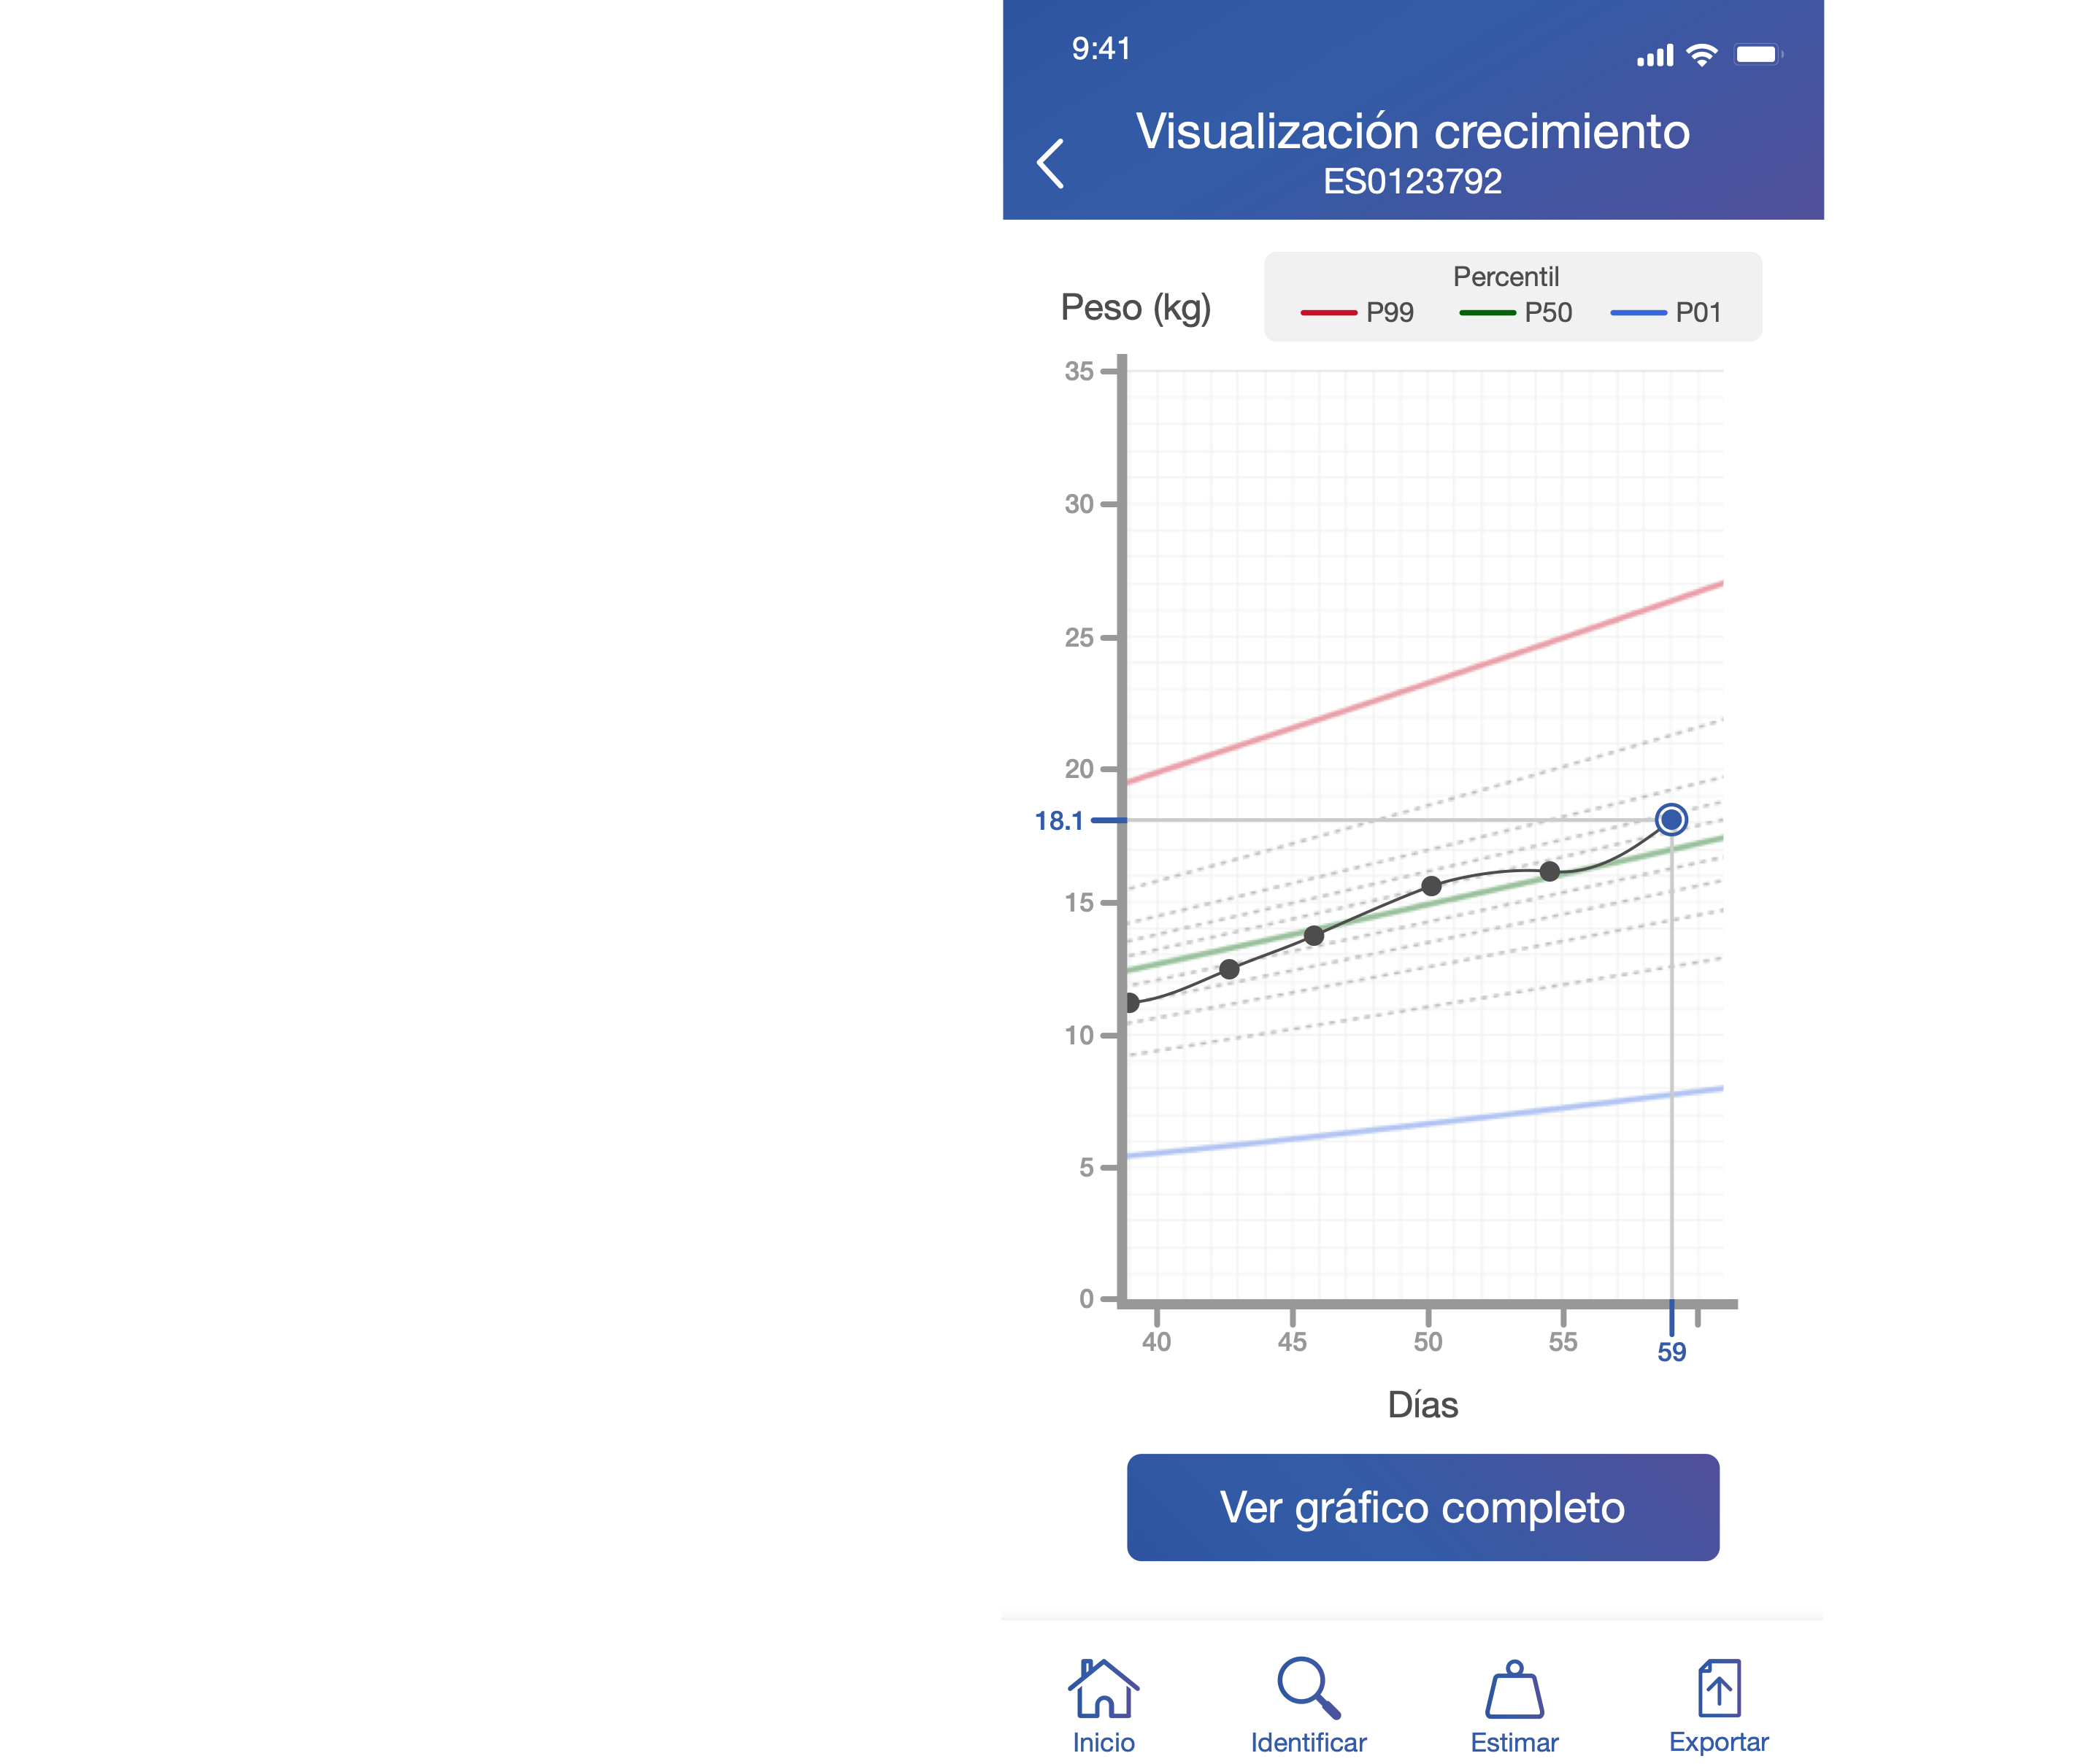 9:41
Visualización crecimiento
ES0123792
Peso (kg)
Percentil
P99 P50 P01
35
30
25
20
18.1
15
10
5
0
40 45 50 55 59
Días
Ver gráfico completo
Inicio Identificar Estimar Exportar